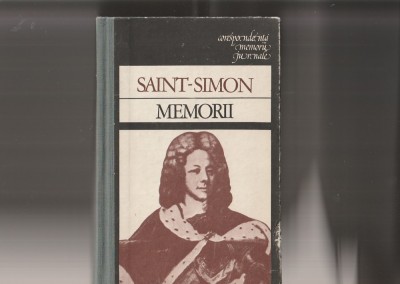 corespondență
memorii
jurnale
SAINT-SIMON
MEMORII